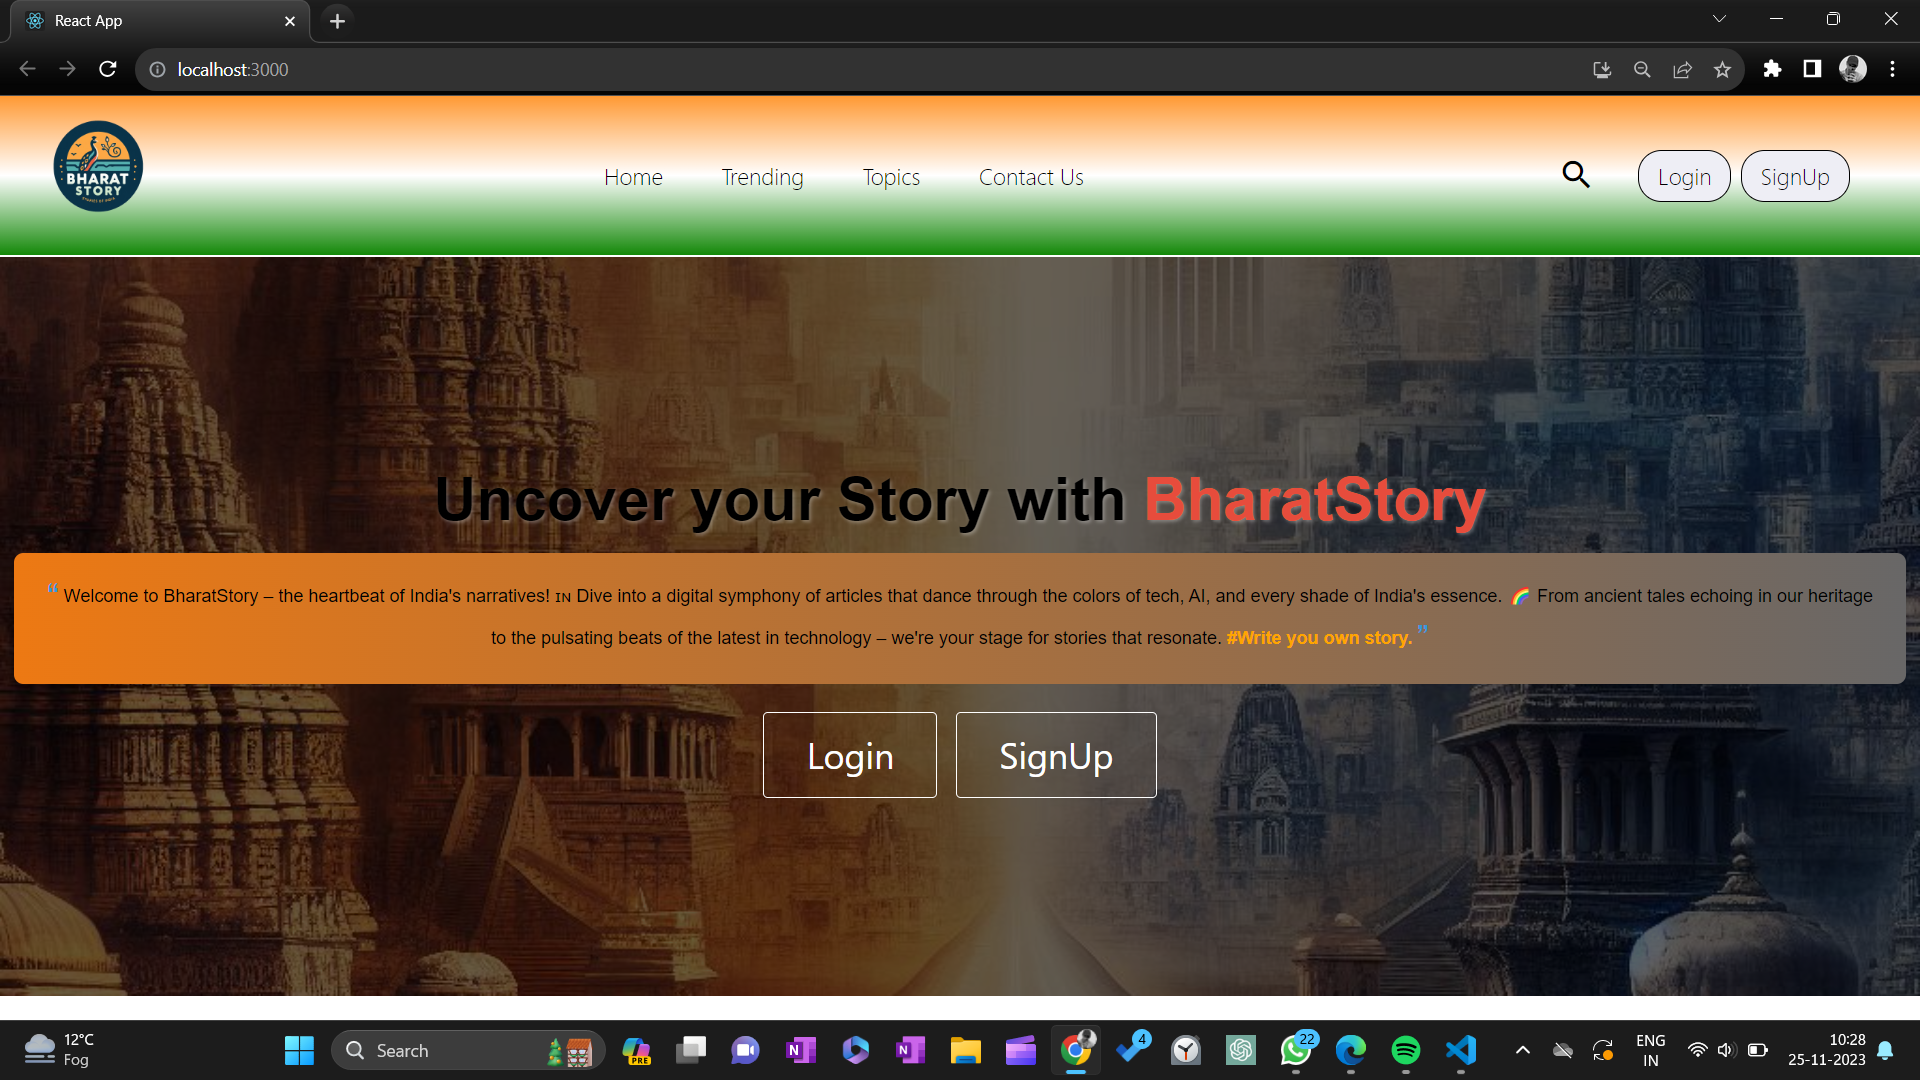 React App
localhost:3000
BHARAT
STORY
STORIES OF INDIA
Home
Trending
Topics
Contact Us
Login
SignUp
Uncover your Story with BharatStory
“ Welcome to BharatStory – the heartbeat of India's narratives! 🇮🇳 Dive into a digital symphony of articles that dance through the colors of tech, AI, and every shade of India's essence. 🌈 From ancient tales echoing in our heritage
to the pulsating beats of the latest in technology – we're your stage for stories that resonate. #Write you own story. ”
Login
SignUp
12°C
Fog
Search
PRE
N
N
4
22
ENG
IN
10:28
25-11-2023